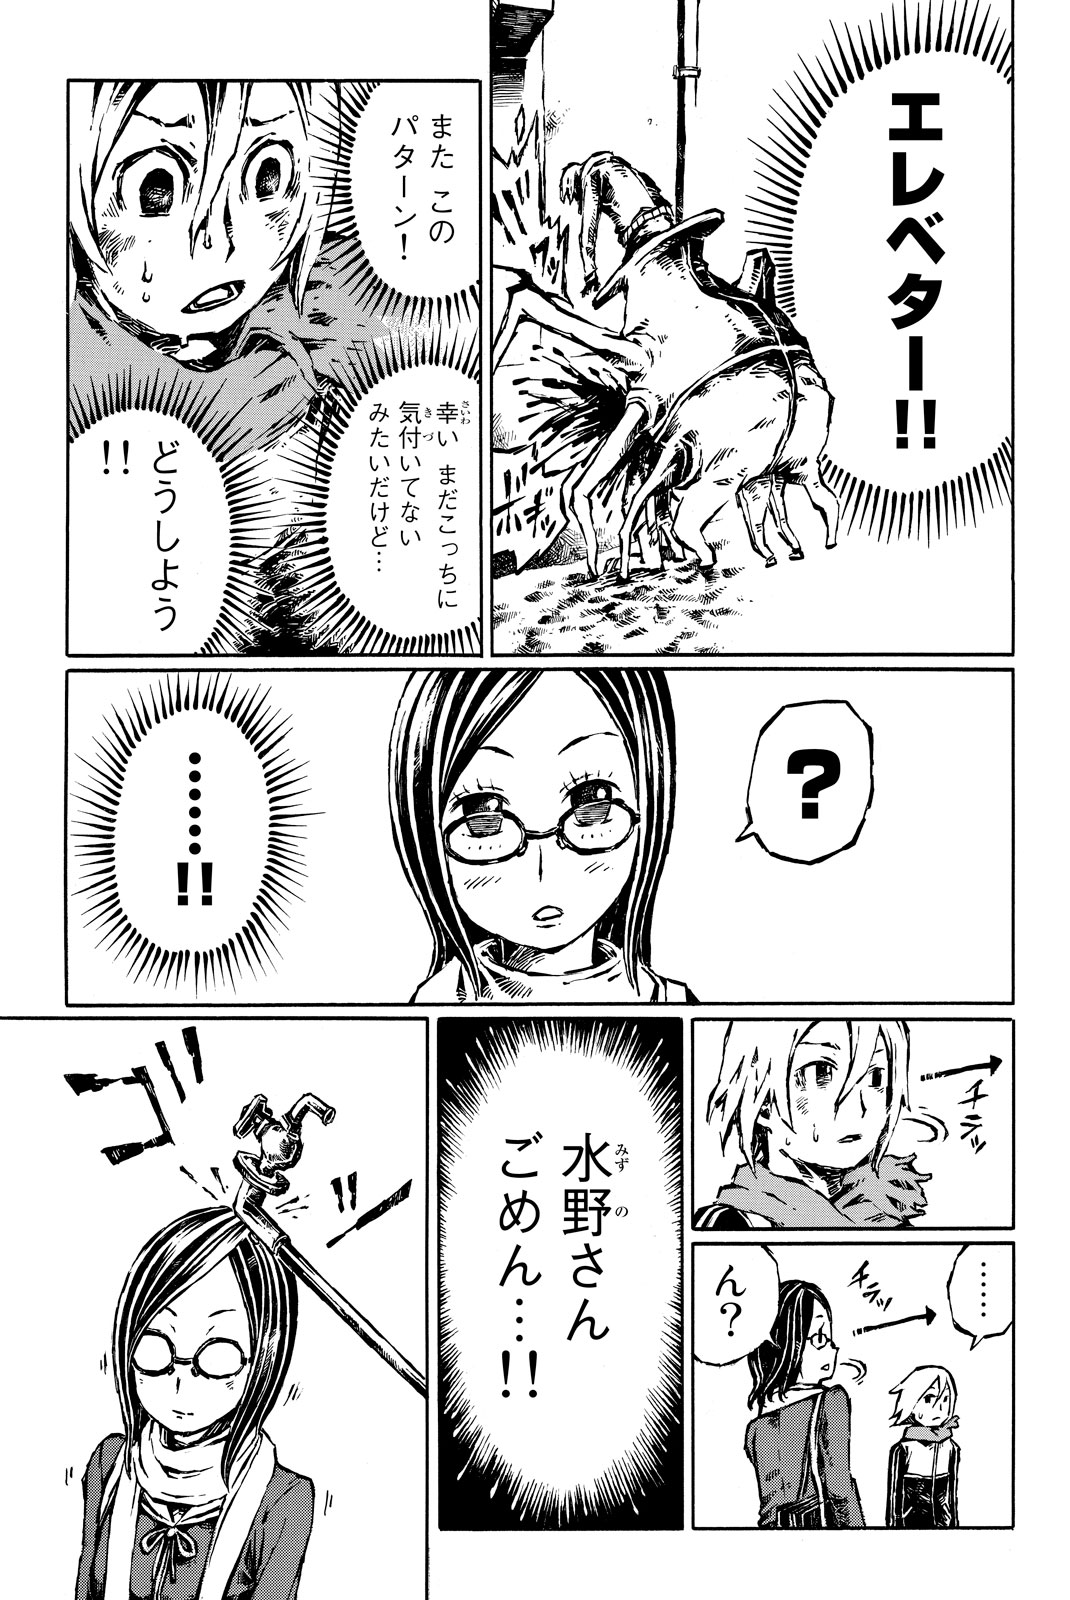 エレベター!!
また この
パターン!
幸い まだこっちに
気付いてない
みたいだけど…
どうしよう
!!
?
……!!
チラッ
……
チラッ
ん?
水野さん
ごめん…!!
ゴッ